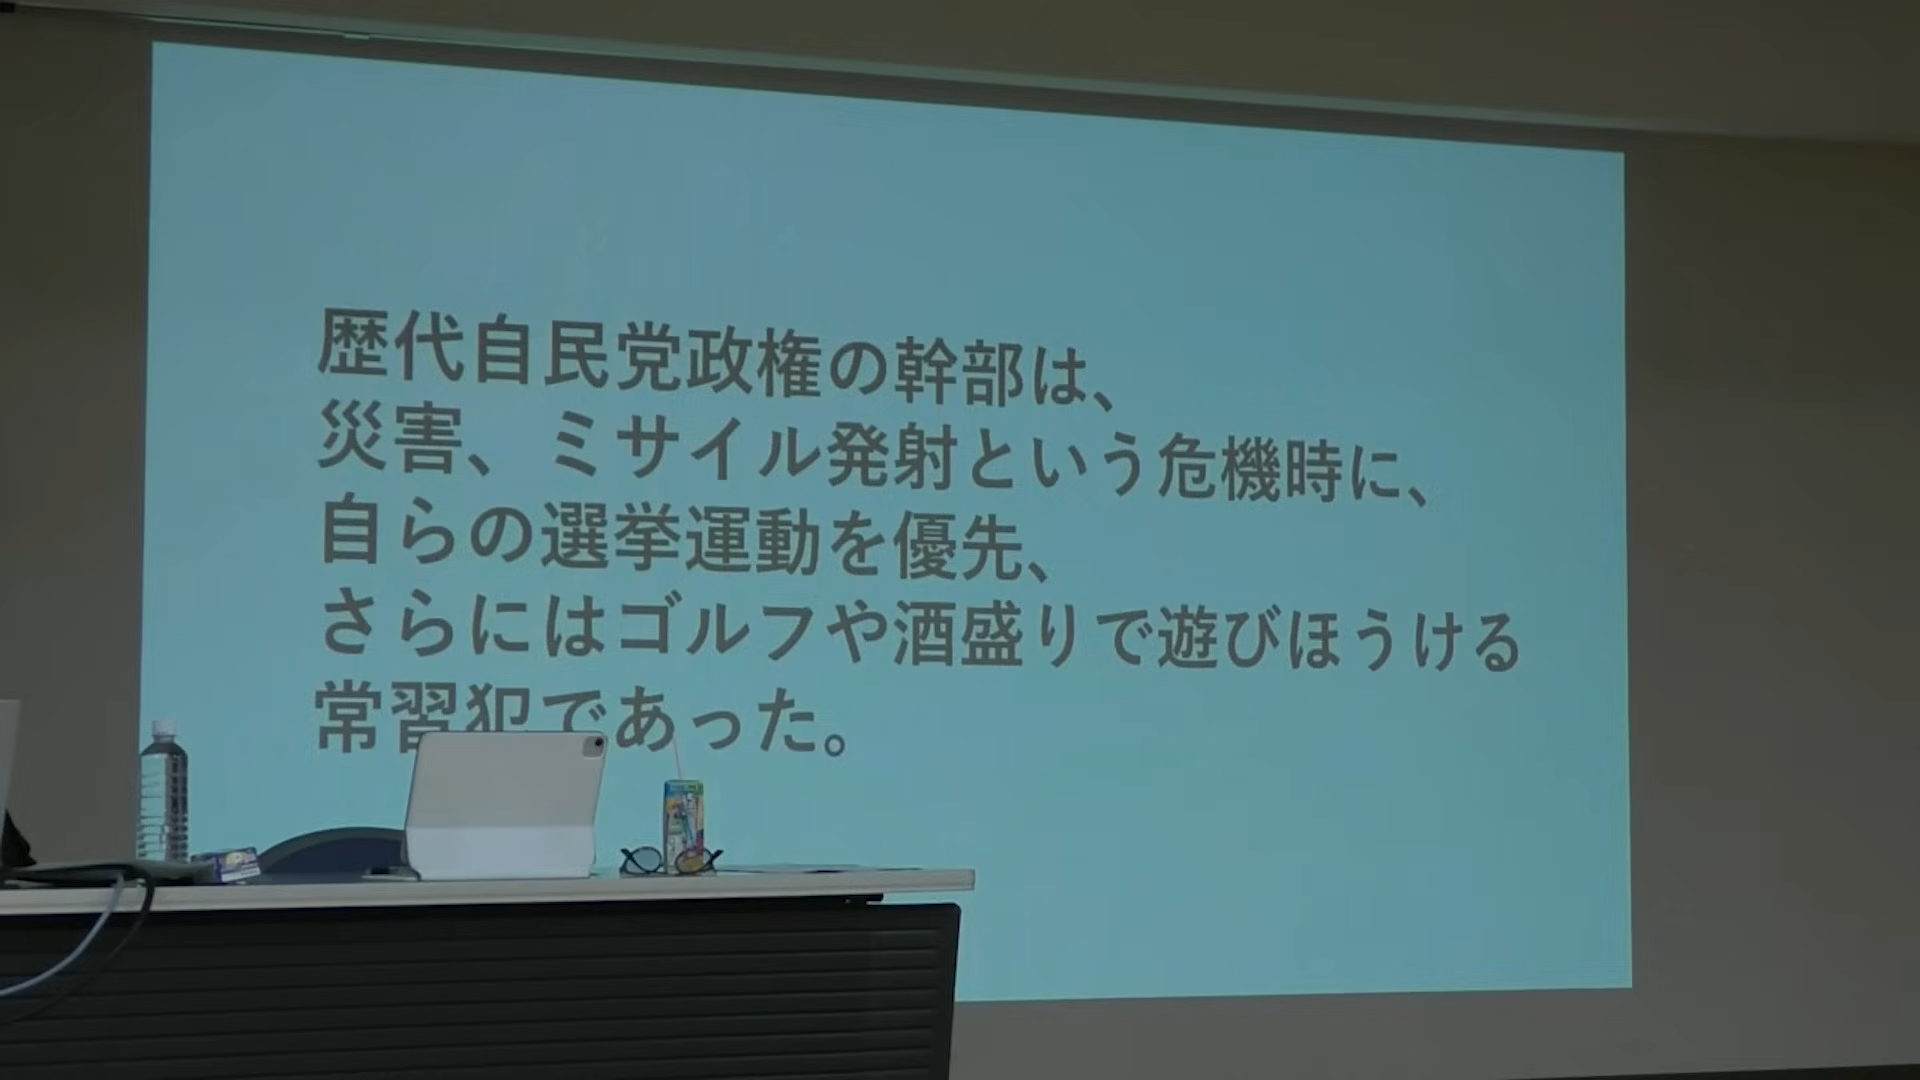 歴代自民党政権の幹部は、
災害、ミサイル発射という危機時に、
自らの選挙運動を優先、
さらにはゴルフや酒盛りで遊びほうける
常習犯であった。